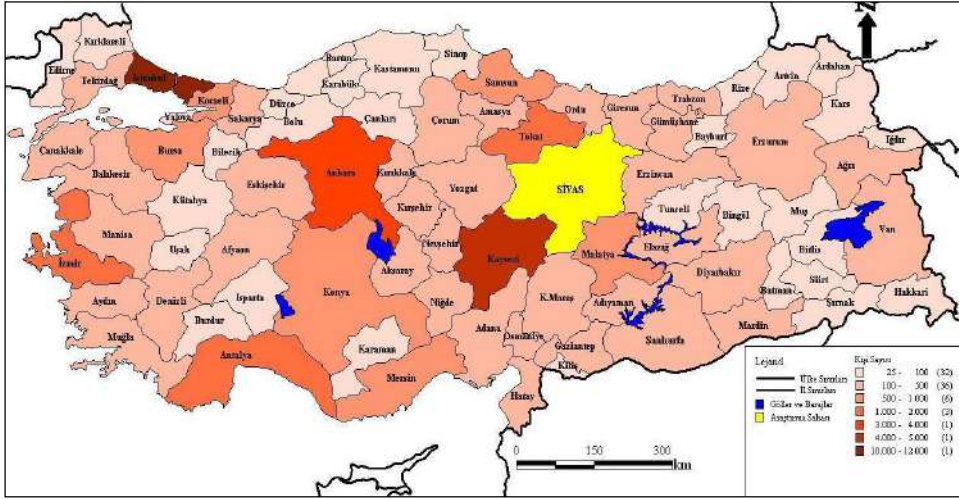 N
Kırklareli
Edirne
Tekirdağ
İstanbul
Kocaeli
Yalova
Sakarya
Düzce
Bolu
Bartın
Karabük
Kastamonu
Sinop
Çankırı
Samsun
Amasya
Çorum
Tokat
Ordu
Giresun
Trabzon
Gümüşhane
Bayburt
Rize
Artvin
Ardahan
Kars
Iğdır
Erzurum
Ağrı
Çanakkale
Balıkesir
Bursa
Bilecik
Eskişehir
Kütahya
Ankara
Kırıkkale
Yozgat
SİVAS
Erzincan
Tunceli
Bingöl
Muş
Van
Bitlis
Manisa
İzmir
Uşak
Afyon
Kırşehir
Nevşehir
Aksaray
Kayseri
Malatya
Elazığ
Diyarbakır
Batman
Siirt
Şırnak
Hakkari
Aydın
Denizli
Isparta
Burdur
Konya
Niğde
Adana
K.Maraş
Adıyaman
Şanlıurfa
Mardin
Muğla
Antalya
Karaman
Mersin
Osmaniye
Gaziantep
Kilis
Hatay
Lejand
Ülke Sınırları
İl Sınırları
Göller ve Barajlar
Araştırma Sahası
Kişi Sayısı
25 - 100 (32)
100 - 500 (36)
500 - 1 000 (6)
1.000 - 2 000
3.000 - 4 000 (1)
4 000 - 5.000 (1)
10.000 - 12 000 (1)
0 150 300
km